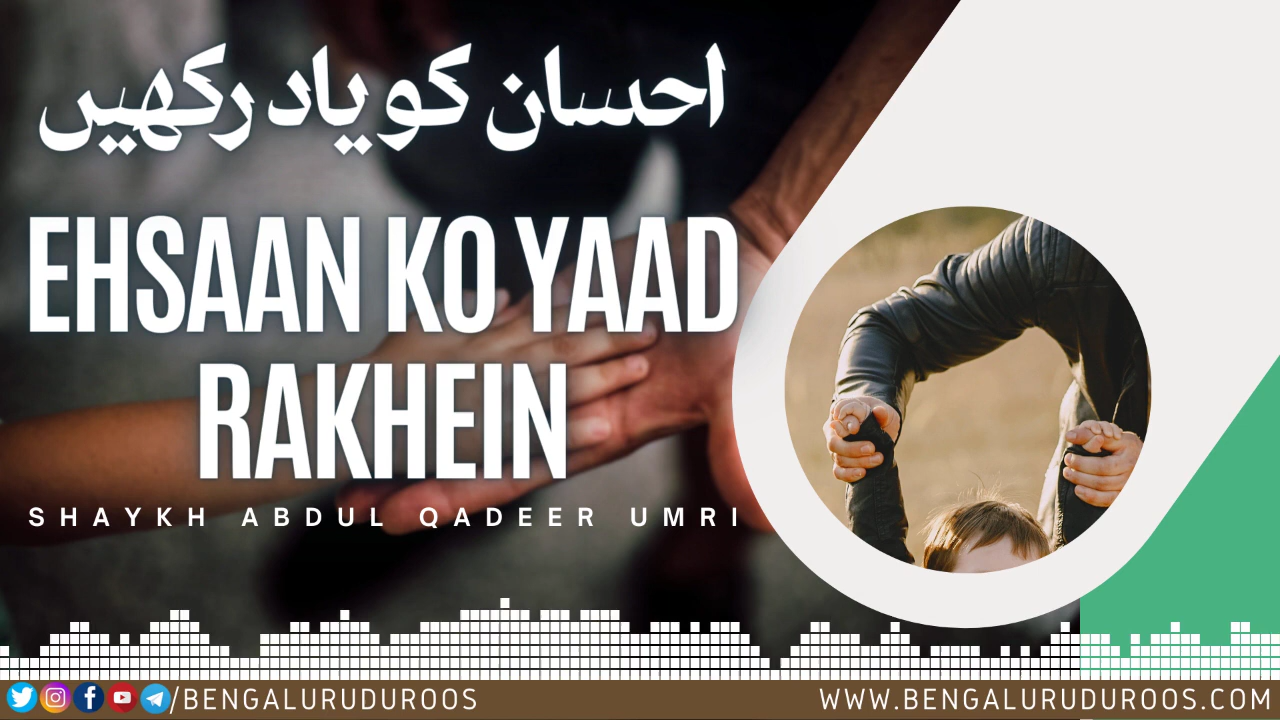 احسان کو یاد رکھیں
EHSAAN KO YAAD
RAKHEIN
SHAYKH ABDUL QADEER UMRI
/BENGALURUDUROOS
WWW.BENGALURUDUROOS.COM